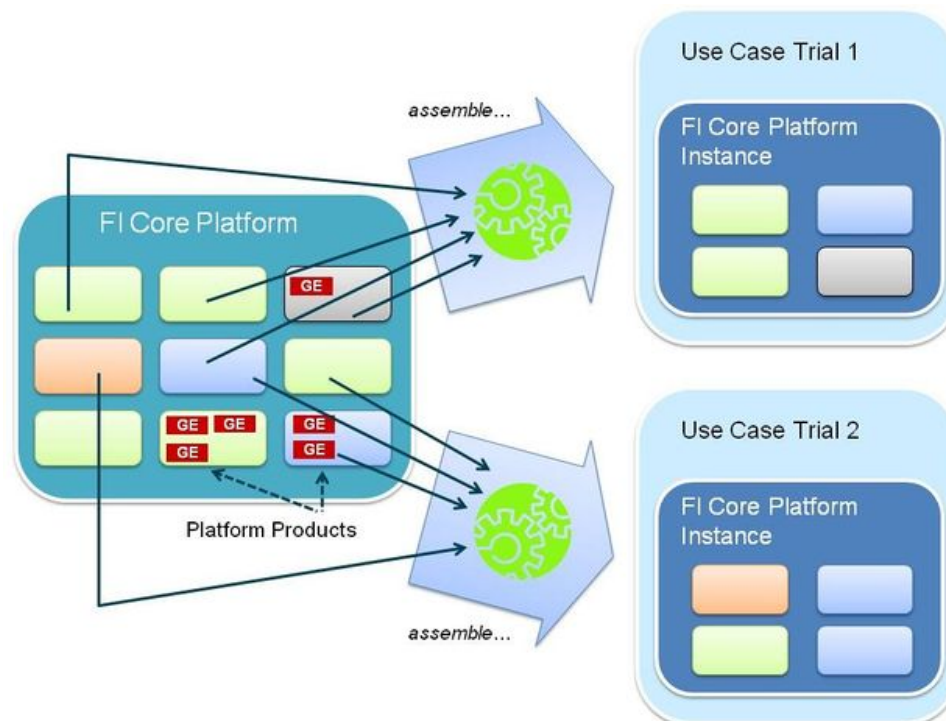 Use Case Trial 1
assemble...
FI Core Platform
Instance
FI Core Platform
GE
GE
GE
GE
GE
GE
Platform Products
Use Case Trial 2
FI Core Platform
Instance
assemble...